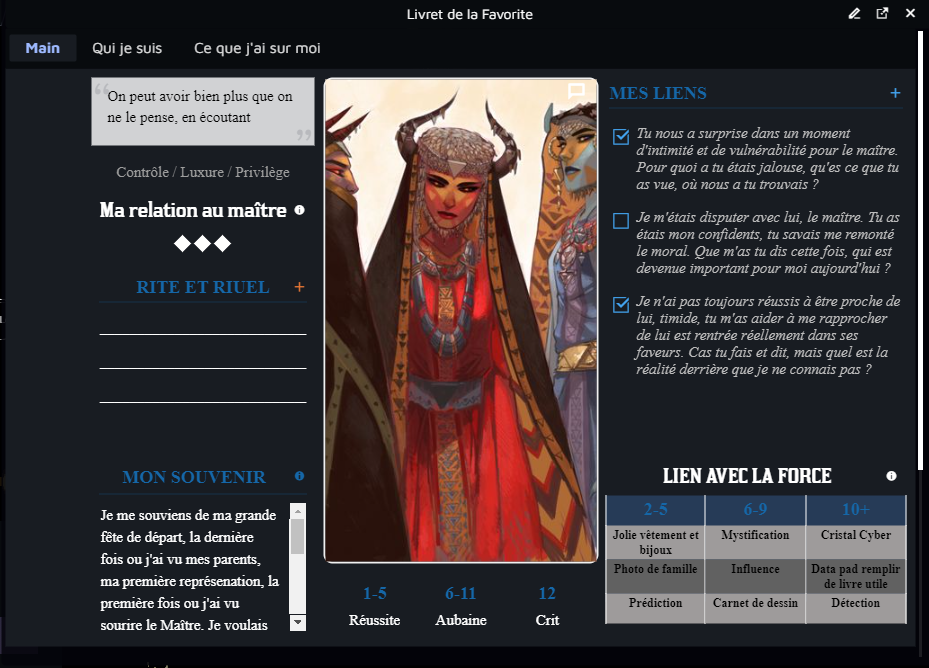 Livret de la Favorite
Main
Qui je suis
Ce que j'ai sur moi
On peut avoir bien plus que on
ne le pense, en écoutant
Contrôle / Luxure / Privilège
Ma relation au maître
RITE ET RIUEL
+
MON SOUVENIR
Je me souviens de ma grande
fête de départ, la dernière
fois ou j'ai vu mes parents,
ma première représenation, la
première fois ou j'ai vu
sourire le Maître. Je voulais
1-5
6-11
12
Réussite
Aubaine
Crit
MES LIENS
+
Tu nous a surprise dans un moment
d'intimité et de vulnérabilité pour le maître.
Pour quoi a tu étais jalouse, qu'es ce que tu
as vue, où nous a tu trouvais ?
Je m'étais disputer avec lui, le maître. Tu as
étais mon confidents, tu savais me remonté
le moral. Que m'as tu dis cette fois, qui est
devenue important pour moi aujourd'hui ?
Je n'ai pas toujours réussis à être proche de
lui, timide, tu m'as aider à me rapprocher
de lui est rentrée réellement dans ses
faveurs. Cas tu fais et dit, mais quel est la
réalité derrière que je ne connais pas ?
LIEN AVEC LA FORCE
2-5
6-9
10+
Jolie vêtement et
bijoux
Mystification
Cristal Cyber
Photo de famille
Influence
Data pad remplir
de livre utile
Prédiction
Carnet de dessin
Détection